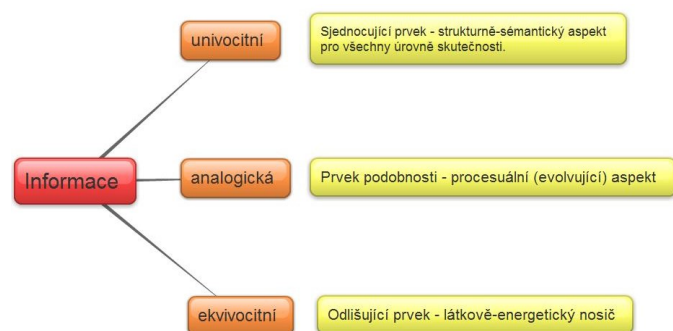 univocitní
Sjednocující prvek - strukturně-sémantický aspekt
pro všechny úrovně skutečnosti.
Informace
analogická
Prvek podobnosti - procesuální (evolvující) aspekt
ekvivocitní
Odlišující prvek - látkově-energetický nosič